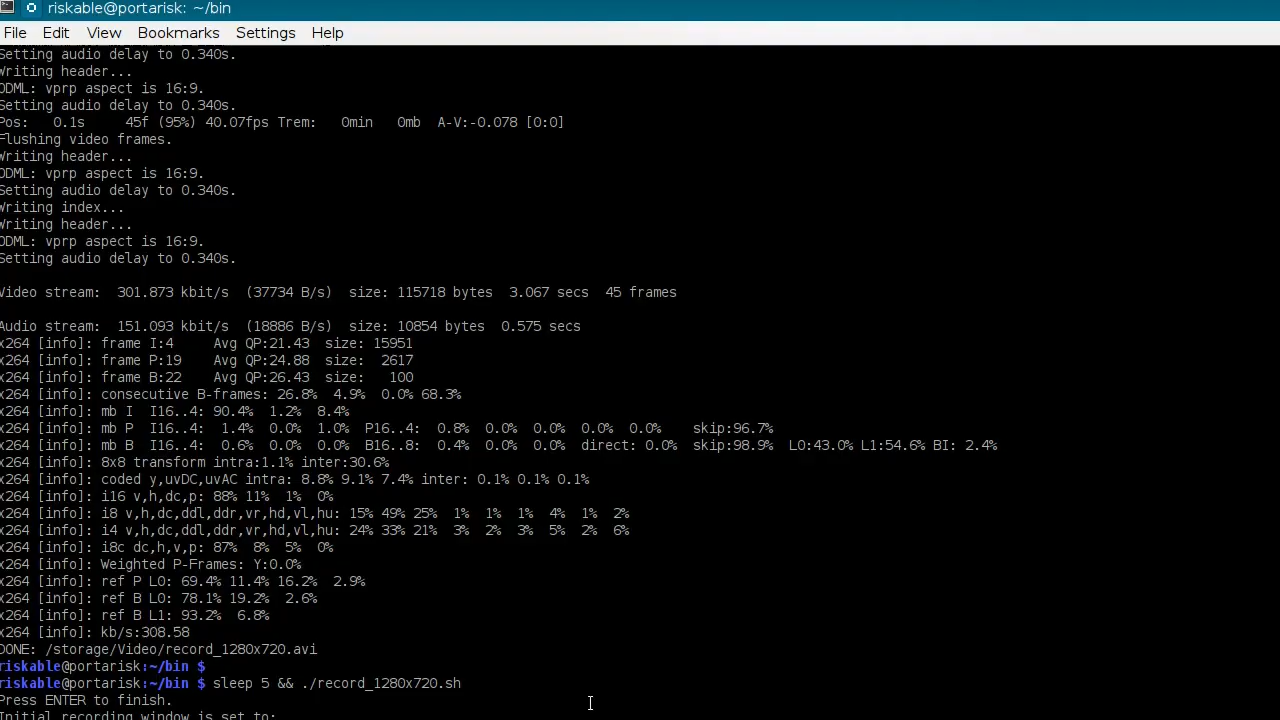 riskable@portarisk: ~/bin
File Edit View Bookmarks Settings Help
Setting audio delay to 0.340s.
Writing header...
ODML: vprp aspect is 16:9.
Setting audio delay to 0.340s.
Pos: 0.1s 45f (95%) 40.07fps Trem: 0min 0mb A-V:-0.078 [0:0]
Flushing video frames.
Writing header...
ODML: vprp aspect is 16:9.
Setting audio delay to 0.340s.
Writing index...
Writing header...
ODML: vprp aspect is 16:9.
Setting audio delay to 0.340s.
Video stream: 301.873 kbit/s (37734 B/s) size: 115718 bytes 3.067 secs 45 frames
Audio stream: 151.093 kbit/s (18886 B/s) size: 10854 bytes 0.575 secs
x264 [info]: frame I:4 Avg QP:21.43 size: 15951
x264 [info]: frame P:19 Avg QP:24.88 size: 2617
x264 [info]: frame B:22 Avg QP:26.43 size: 100
x264 [info]: consecutive B-frames: 26.8% 4.9% 0.0% 68.3%
x264 [info]: mb I I16..4: 90.4% 1.2% 8.4%
x264 [info]: mb P I16..4: 1.4% 0.0% 1.0% P16..4: 0.8% 0.0% 0.0% 0.0% 0.0% skip:96.7%
x264 [info]: mb B I16..4: 0.6% 0.0% 0.0% B16..8: 0.4% 0.0% 0.0% direct: 0.0% skip:98.9% L0:43.0% L1:54.6% BI: 2.4%
x264 [info]: 8x8 transform intra:1.1% inter:30.6%
x264 [info]: coded y,uvDC,uvAC intra: 8.8% 9.1% 7.4% inter: 0.1% 0.1% 0.1%
x264 [info]: i16 v,h,dc,p: 88% 11% 1% 0%
x264 [info]: i8 v,h,dc,ddl,ddr,vr,hd,vl,hu: 15% 49% 25% 1% 1% 1% 4% 1% 2%
x264 [info]: i4 v,h,dc,ddl,ddr,vr,hd,vl,hu: 24% 33% 21% 3% 2% 3% 5% 2% 6%
x264 [info]: i8c dc,h,v,p: 87% 8% 5% 0%
x264 [info]: Weighted P-Frames: Y:0.0%
x264 [info]: ref P L0: 69.4% 11.4% 16.2% 2.9%
x264 [info]: ref B L0: 78.1% 19.2% 2.6%
x264 [info]: ref B L1: 93.2% 6.8%
x264 [info]: kb/s:308.58
DONE: /storage/Video/record_1280x720.avi
riskable@portarisk:~/bin $
riskable@portarisk:~/bin $ sleep 5 && ./record_1280x720.sh
Press ENTER to finish.
Initial recording window is set to: